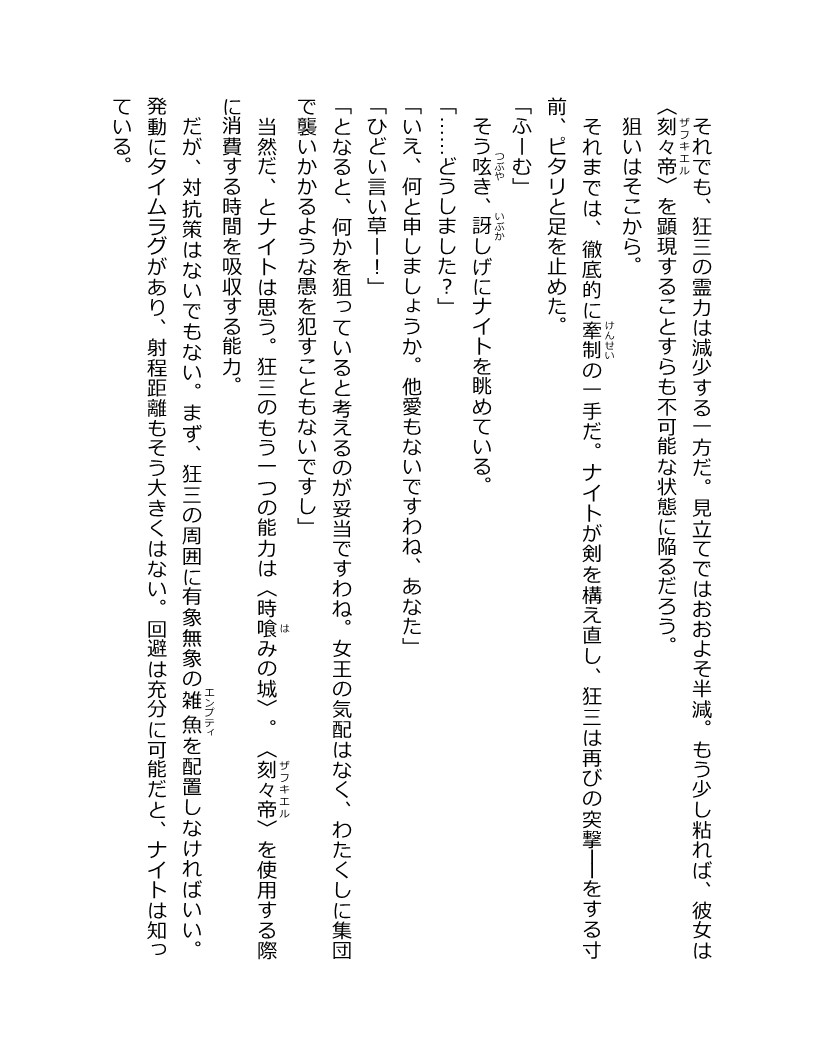 それでも、狂三の霊力は減少する一方だ。見立てではおおよそ半減。もう少し粘れば、彼女は
〈刻々帝〉を顕現することすらも不可能な状態に陥るだろう。
ザフキエル
狙いはそこから。
それまでは、徹底的に牽制の一手だ。ナイトが剣を構え直し、狂三は再びの突撃──をする寸
けんせい
前、ピタリと足を止めた。
「ふーむ」
そう呟き、訝しげにナイトを眺めている。
つぶや
いぶか
「……どうしました？」
「いえ、何と申しましょうか。他愛もないですわね、あなた」
「ひどい言い草ー！」
「となると、何かを狙っていると考えるのが妥当ですわね。女王の気配はなく、わたくしに集団
で襲いかかるような愚を犯すこともないですし」
当然だ、とナイトは思う。狂三のもう一つの能力は〈時喰みの城〉。〈刻々帝〉を使用する際
は
ザフキエル
に消費する時間を吸収する能力。
だが、対抗策はないでもない。まず、狂三の周囲に有象無象の雑魚を配置しなければいい。
エンプティ
発動にタイムラグがあり、射程距離もそう大きくはない。回避は充分に可能だと、ナイトは知っ
ている。